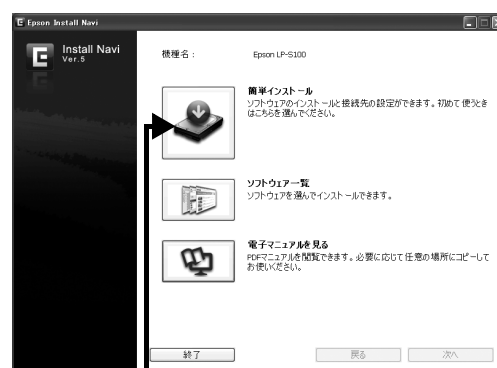 Epson Install Navi
Install Navi
Ver.5
機種名：
Epson LP-S100
簡単インストール
ソフトウェアのインストールと接続先の設定ができます。初めて使うとき
はこちらを選んでください。
ソフトウェア一覧
ソフトウェアを選んでインストールできます。
電子マニュアルを見る
PDFマニュアルを閲覧できます。必要に応じて任意の場所にコピーして
お使いください。
終了
戻る
次へ